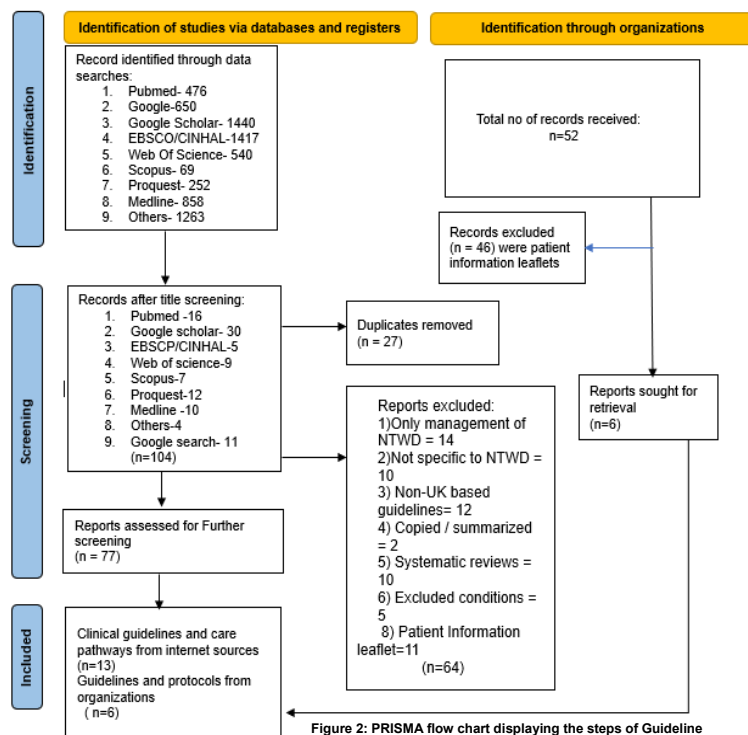 Identification of studies via databases and registers
Identification through organizations
Identification
Record identified through data
searches:
1. Pubmed- 476
2. Google-650
3. Google Scholar- 1440
4. EBSCO/CINHAL-1417
5. Web Of Science- 540
6. Scopus- 69
7. Proquest- 252
8. Medline- 858
9. Others- 1263
Total no of records received:
n=52
Records excluded
(n = 46) were patient
information leaflets
Screening
Records after title screening:
1. Pubmed -16
2. Google scholar- 30
3. EBSCP/CINHAL-5
4. Web of science-9
5. Scopus-7
6. Proquest-12
7. Medline -10
8. Others-4
9. Google search- 11
(n=104)
Duplicates removed
(n = 27)
Reports sought for
retrieval
(n=6)
Reports excluded:
1)Only management of
NTWD = 14
2)Not specific to NTWD =
10
3) Non-UK based
guidelines= 12
4) Copied / summarized
= 2
5) Systematic reviews =
10
6) Excluded conditions =
5
8) Patient Information
leaflet=11
(n=64)
Reports assessed for Further
screening
(n = 77)
Included
Clinical guidelines and care
pathways from internet sources
(n=13)
Guidelines and protocols from
organizations
( n=6)
Figure 2: PRISMA flow chart displaying the steps of Guideline